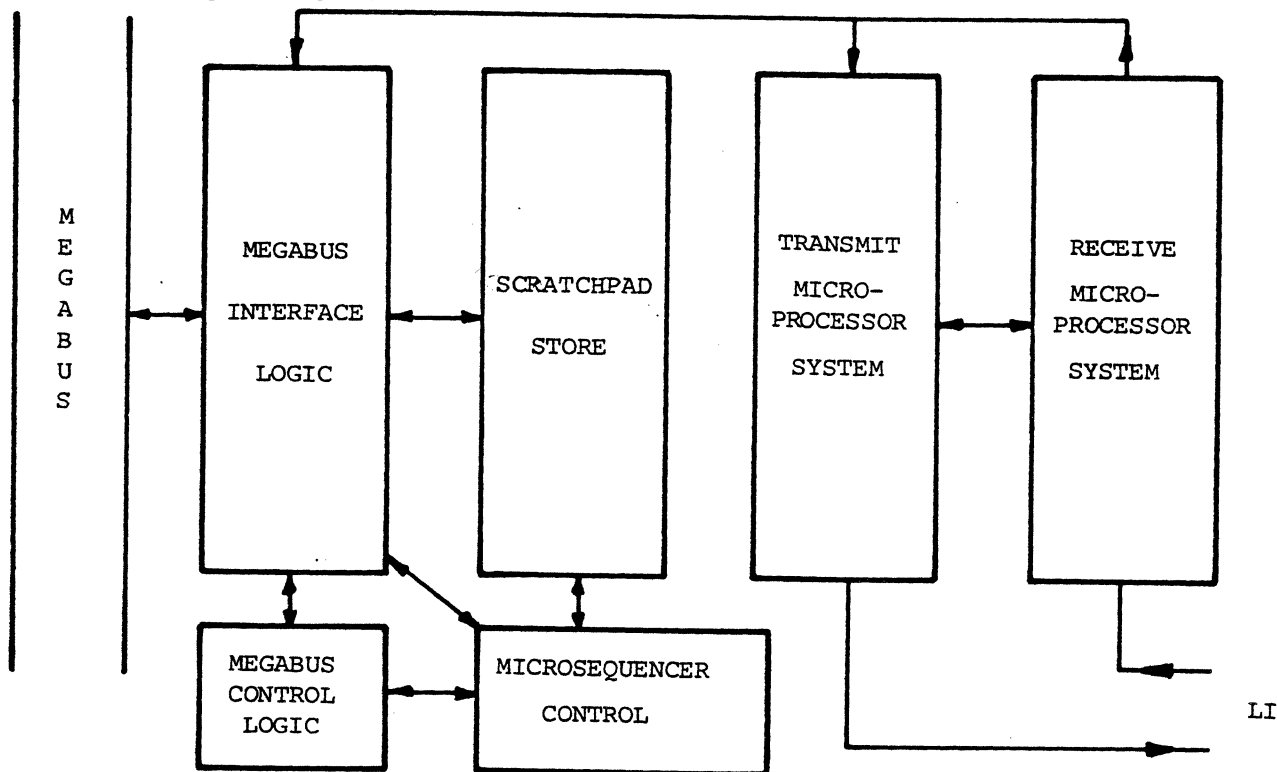 MEGABUS
MEGABUS
INTERFACE
LOGIC
SCRATCHPAD
STORE
TRANSMIT
MICRO-
PROCESSOR
SYSTEM
RECEIVE
MICRO-
PROCESSOR
SYSTEM
MEGABUS
CONTROL
LOGIC
MICROSEQUENCER
CONTROL
LI